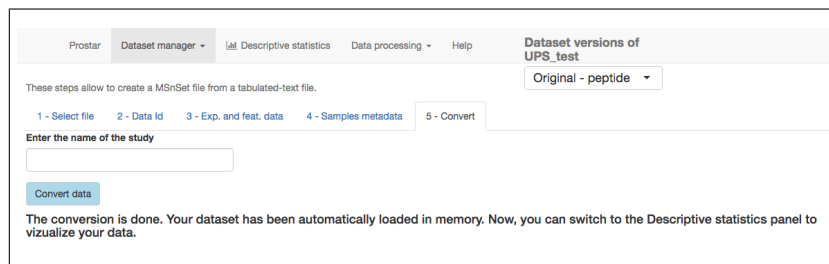 Prostar Dataset manager Descriptive statistics Data processing Help
Dataset versions of
UPS_test
Original - peptide
These steps allow to create a MSnSet file from a tabulated-text file.
1 - Select file 2 - Data Id 3 - Exp. and feat. data 4 - Samples metadata 5 - Convert
Enter the name of the study
Convert data
The conversion is done. Your dataset has been automatically loaded in memory. Now, you can switch to the Descriptive statistics panel to
vizualize your data.